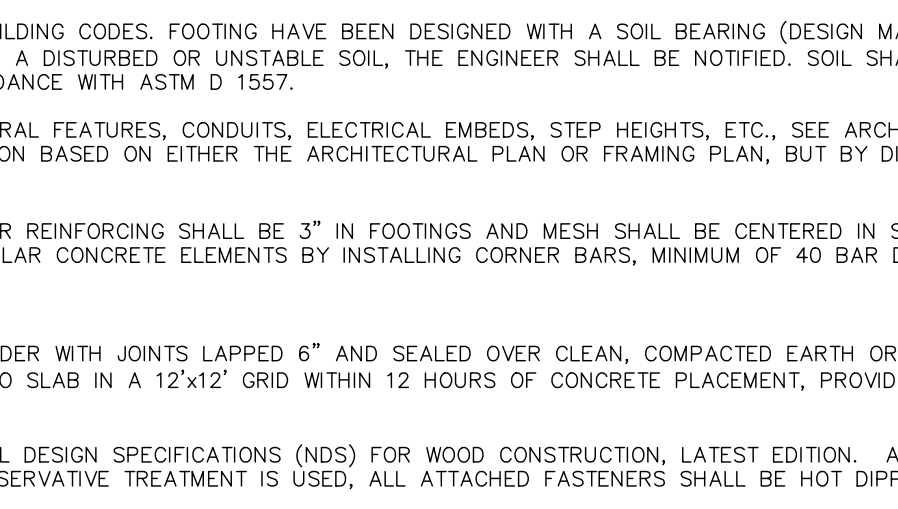 ILDING CODES. FOOTING HAVE BEEN DESIGNED WITH A SOIL BEARING (DESIGN MA
A DISTURBED OR UNSTABLE SOIL, THE ENGINEER SHALL BE NOTIFIED. SOIL SHA
DANCE WITH ASTM D 1557.
RAL FEATURES, CONDUITS, ELECTRICAL EMBEDS, STEP HEIGHTS, ETC., SEE ARCH
ON BASED ON EITHER THE ARCHITECTURAL PLAN OR FRAMING PLAN, BUT BY DI
R REINFORCING SHALL BE 3” IN FOOTINGS AND MESH SHALL BE CENTERED IN S
LAR CONCRETE ELEMENTS BY INSTALLING CORNER BARS, MINIMUM OF 40 BAR D
DER WITH JOINTS LAPPED 6” AND SEALED OVER CLEAN, COMPACTED EARTH OR
O SLAB IN A 12’x12’ GRID WITHIN 12 HOURS OF CONCRETE PLACEMENT, PROVID
L DESIGN SPECIFICATIONS (NDS) FOR WOOD CONSTRUCTION, LATEST EDITION. A
SERVATIVE TREATMENT IS USED, ALL ATTACHED FASTENERS SHALL BE HOT DIPP